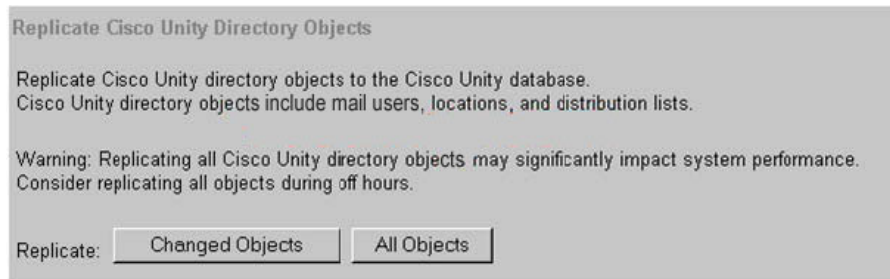 Replicate Cisco Unity Directory Objects
Replicate Cisco Unity directory objects to the Cisco Unity database.
Cisco Unity directory objects include mail users, locations, and distribution lists.
Warning: Replicating all Cisco Unity directory objects may significantly impact system performance.
Consider replicating all objects during off hours.
Replicate: Changed Objects All Objects